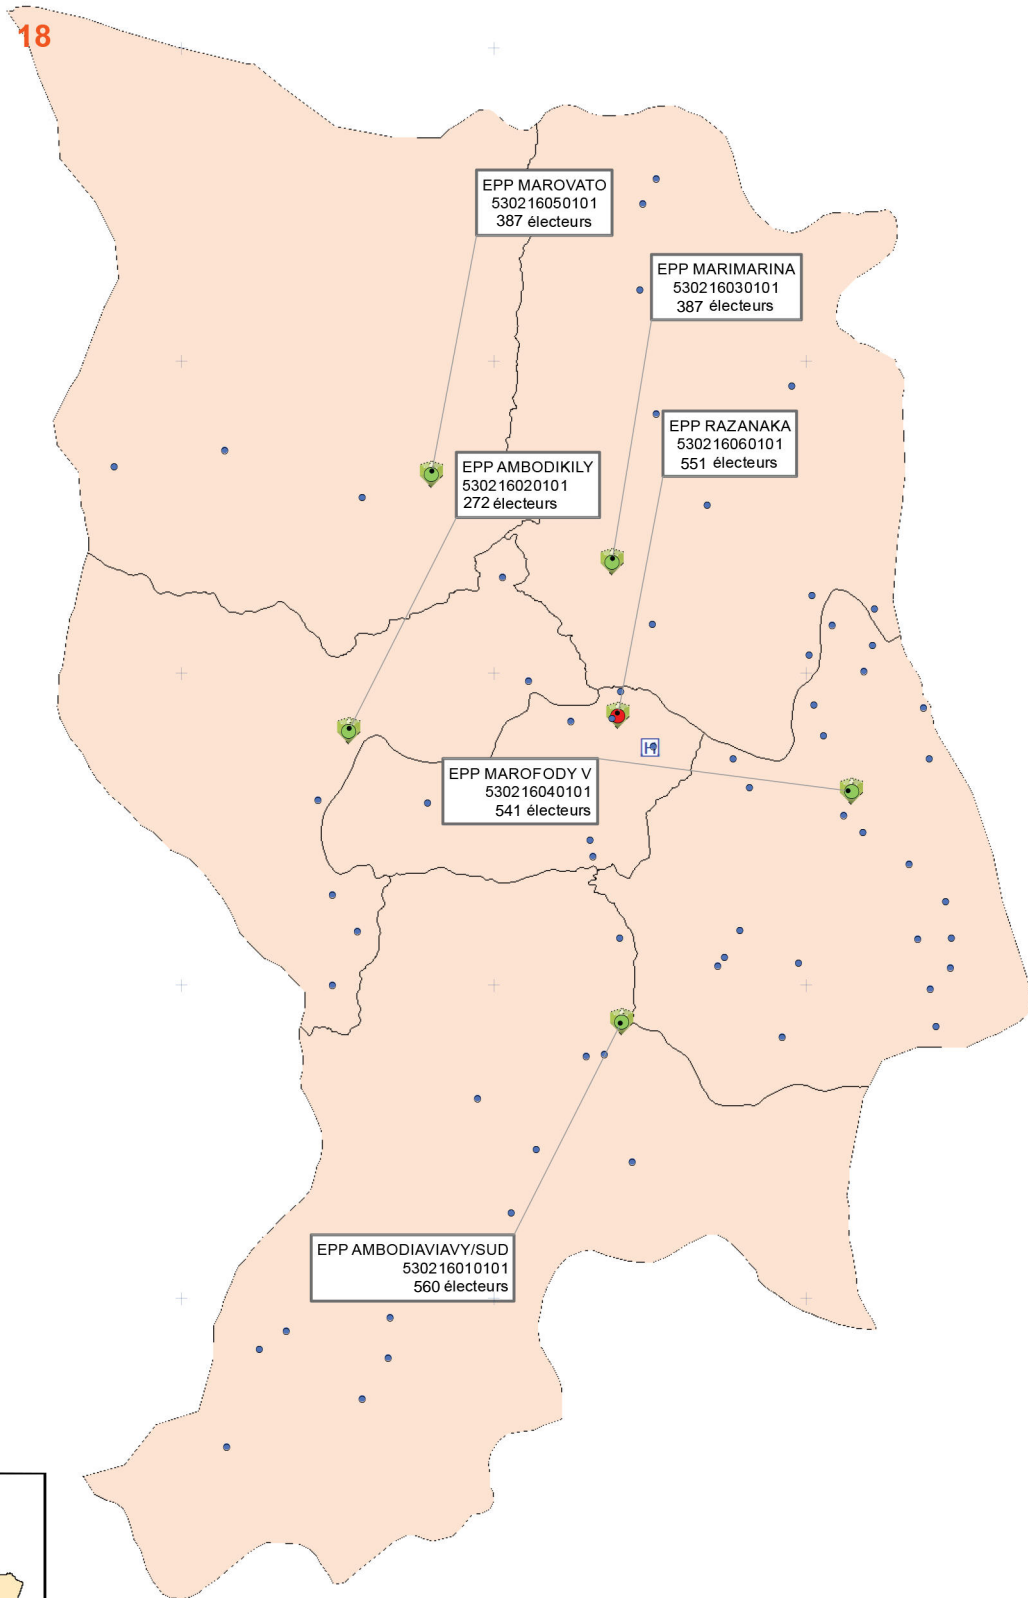 18
EPP MAROVATO
530216050101
387 électeurs
EPP MARIMARINA
530216030101
387 électeurs
EPP RAZANAKA
530216060101
551 électeurs
EPP AMBODIKILY
530216020101
272 électeurs
EPP MAROFODY V
530216040101
541 électeurs
EPP AMBODIAVIAVY/SUD
530216010101
560 électeurs
H